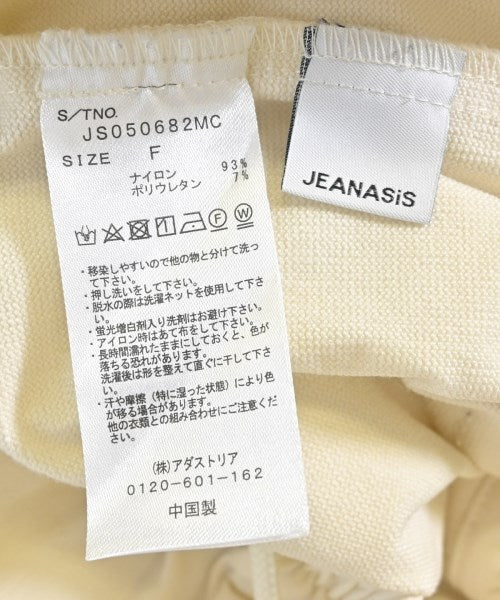 S/TNO.
JS050682MC
SIZE F
ナイロン 93%
ポリウレタン 7%
・移染しやすいので他の物と分けて洗っ
て下さい。
・押し洗いをして下さい。
・脱水の際は洗濯ネットを使用して下さ
い。
・蛍光増白剤入り洗剤はお避け下さい。
・アイロン時はあて布をして下さい。
・長時間濡れたままにしておくと、色が
落ちる恐れがあります。
洗濯後は形を整えて直ぐに干して下さ
い。
・汗や摩擦（特に湿った状態）により色
が移る場合があります。
他の衣類との組み合わせにご注意くださ
い。
(株)アダストリア
0120-601-162
中国製
JEANASiS